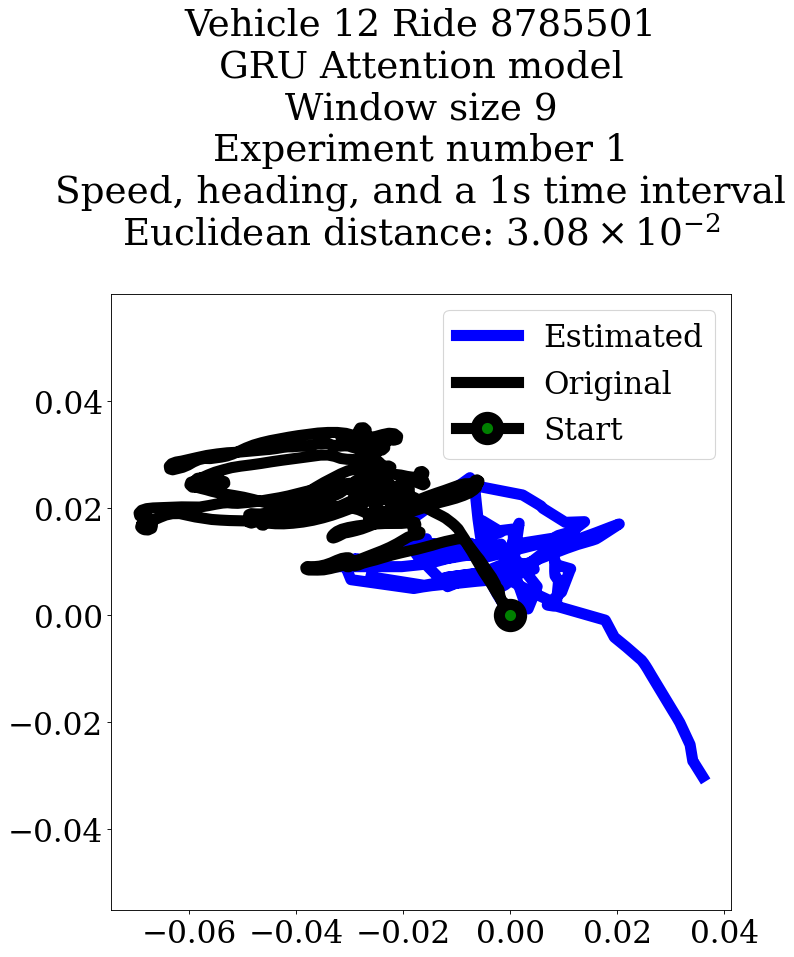 Vehicle 12 Ride 8785501
GRU Attention model
Window size 9
Experiment number 1
Speed, heading, and a 1s time interval
Euclidean distance: 3.08 × 10⁻²
Estimated
Original
Start
0.04
0.02
0.00
−0.02
−0.04
−0.06 −0.04 −0.02 0.00 0.02 0.04